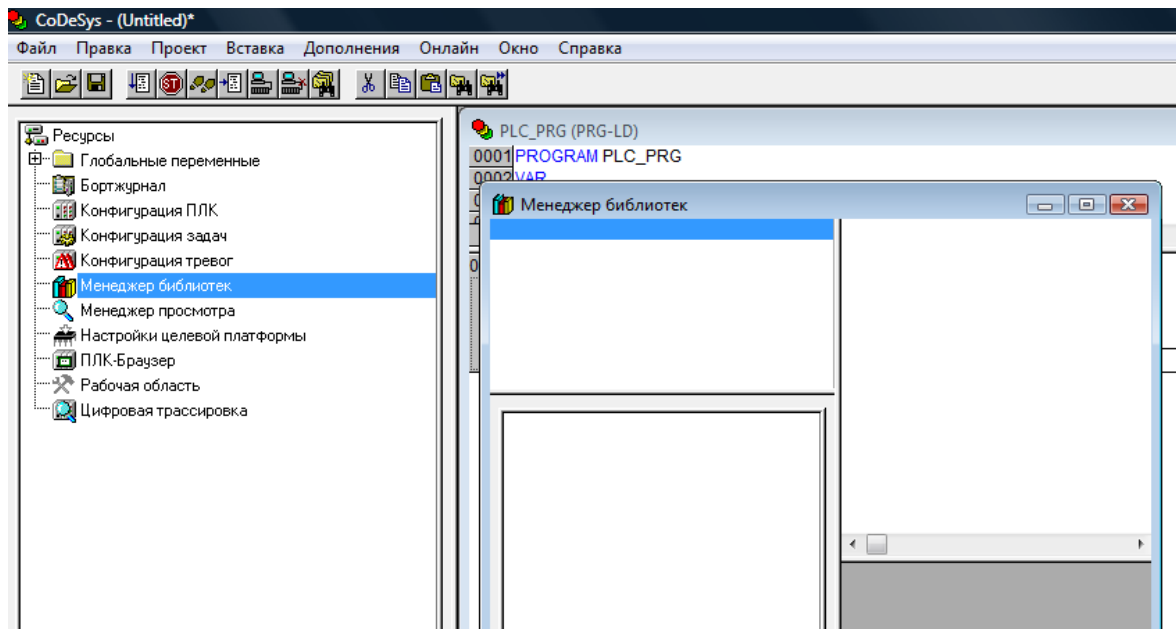 CoDeSys - (Untitled)*
Файл Правка Проект Вставка Дополнения Онлайн Окно Справка
Ресурсы
Глобальные переменные
Бортжурнал
Конфигурация ПЛК
Конфигурация задач
Конфигурация тревог
Менеджер библиотек
Менеджер просмотра
Настройки целевой платформы
ПЛК-Браузер
Рабочая область
Цифровая трассировка
PLC_PRG (PRG-LD)
0001 PROGRAM PLC_PRG
0002 VAR
Менеджер библиотек